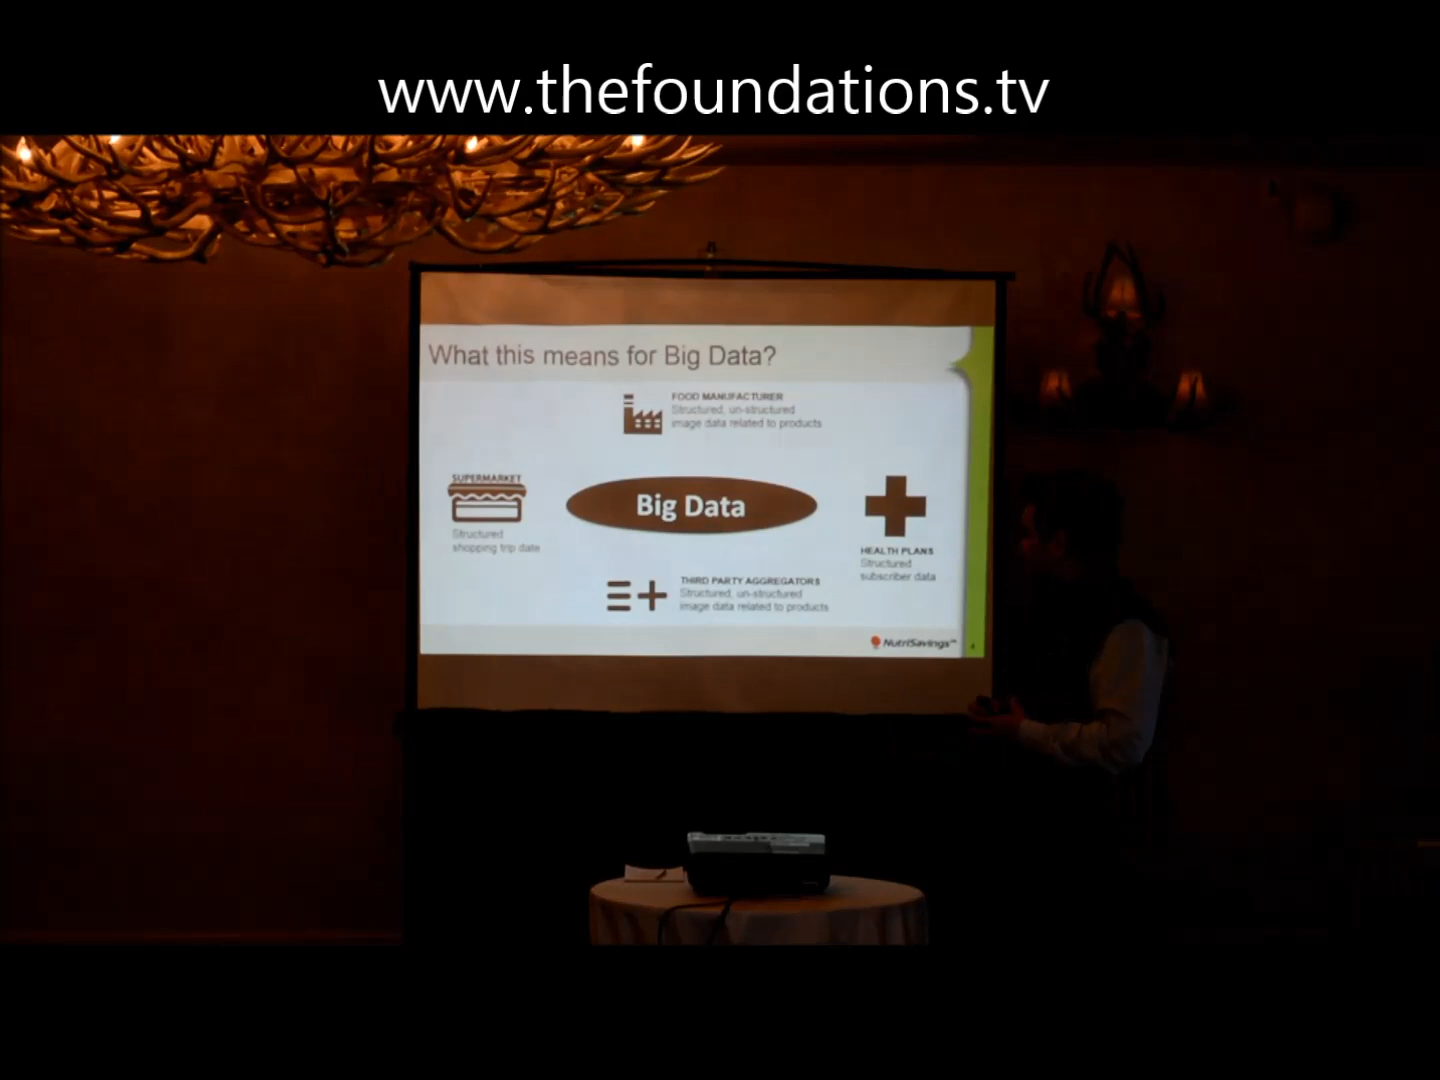 www.thefoundations.tv
What this means for Big Data?
FOOD MANUFACTURER
Structured, un-structured
image data related to products
SUPERMARKET
Structured
shopping trip date
Big Data
HEALTH PLANS
Structured
subscriber data
THIRD PARTY AGGREGATORS
Structured, un-structured
image data related to products
NutriSavings
4